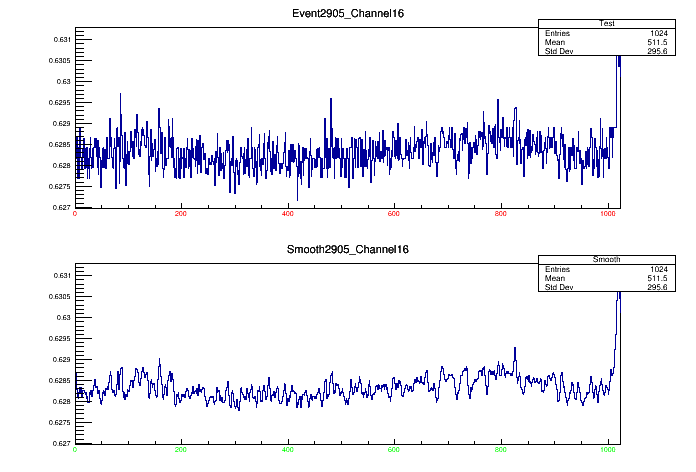 Event2905_Channel16
Test
Entries 1024
Mean 511.5
Std Dev 295.6
0.631
0.6305
0.63
0.6295
0.629
0.6285
0.628
0.6275
0.627
0 200 400 600 800 1000
Smooth2905_Channel16
Smooth
Entries 1024
Mean 511.5
Std Dev 295.6
0.631
0.6305
0.63
0.629
0.629
0.6285
0.628
0.6275
0.627
0 200 400 600 800 1000